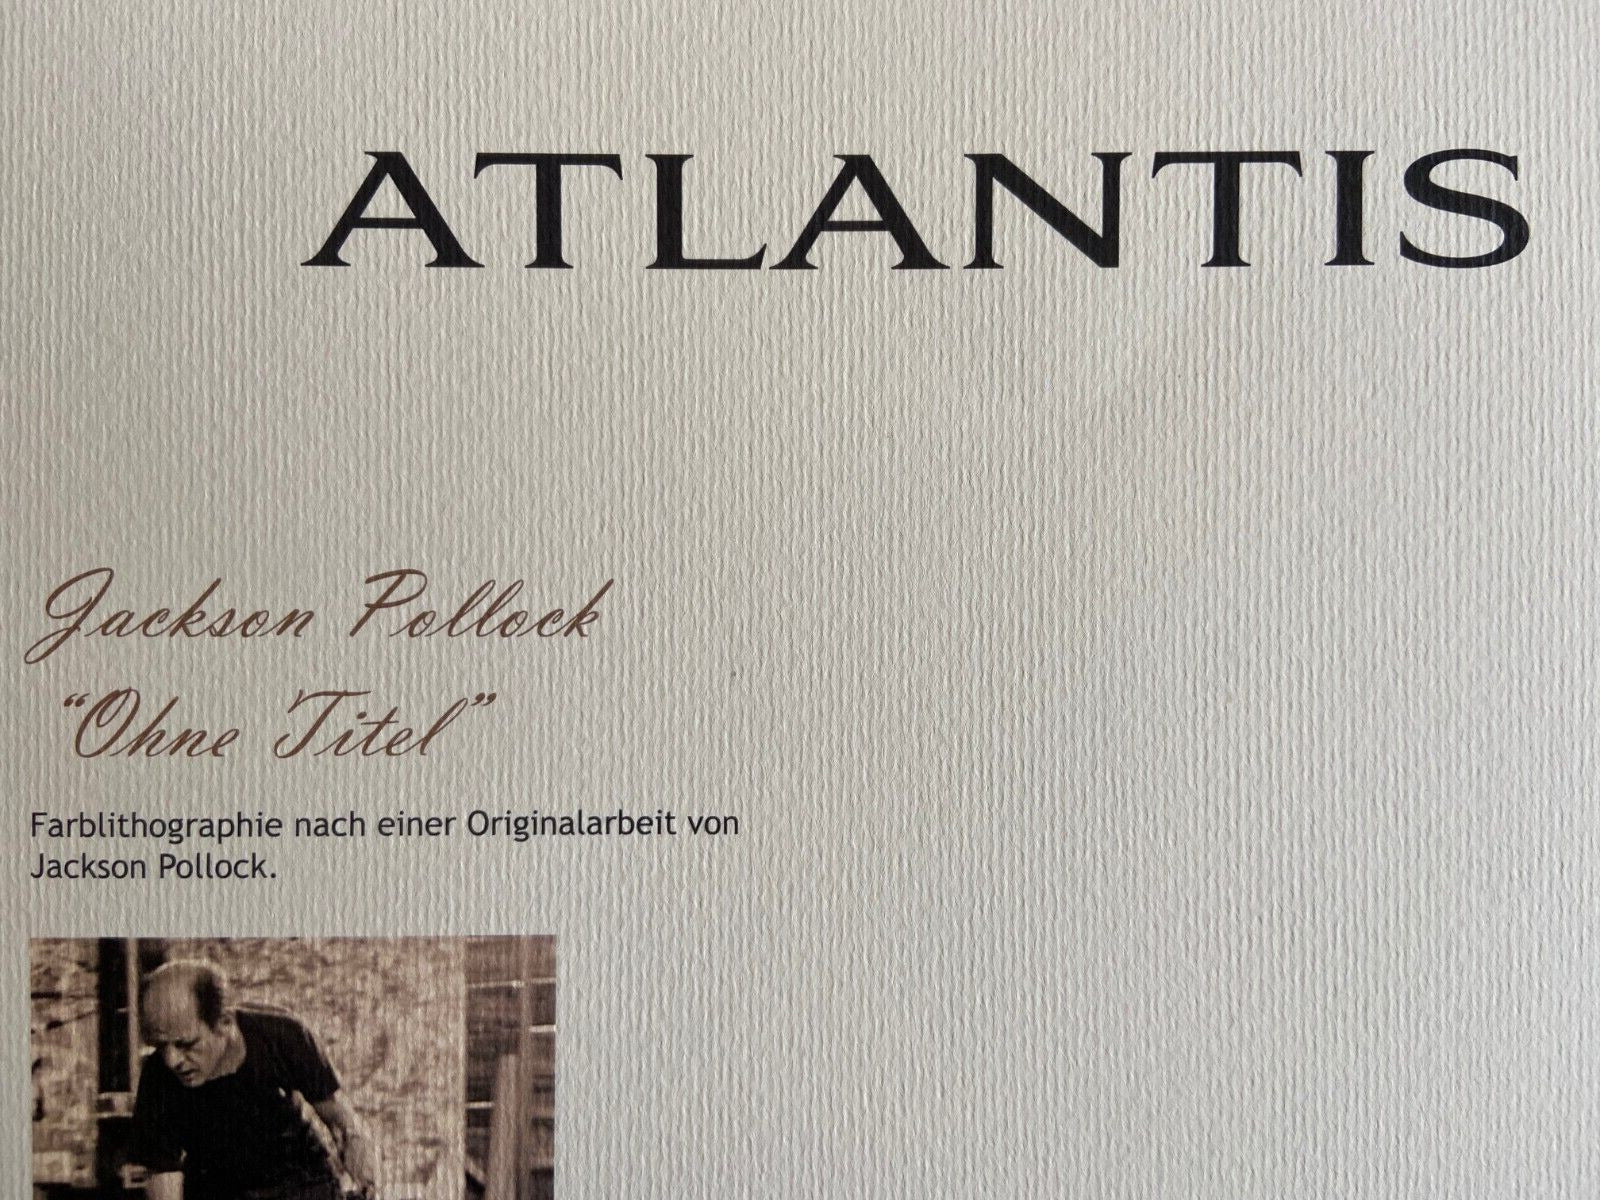 ATLANTIS
Jackson Pollock
“Ohne Titel”
Farblithographie nach einer Originalarbeit von
Jackson Pollock.